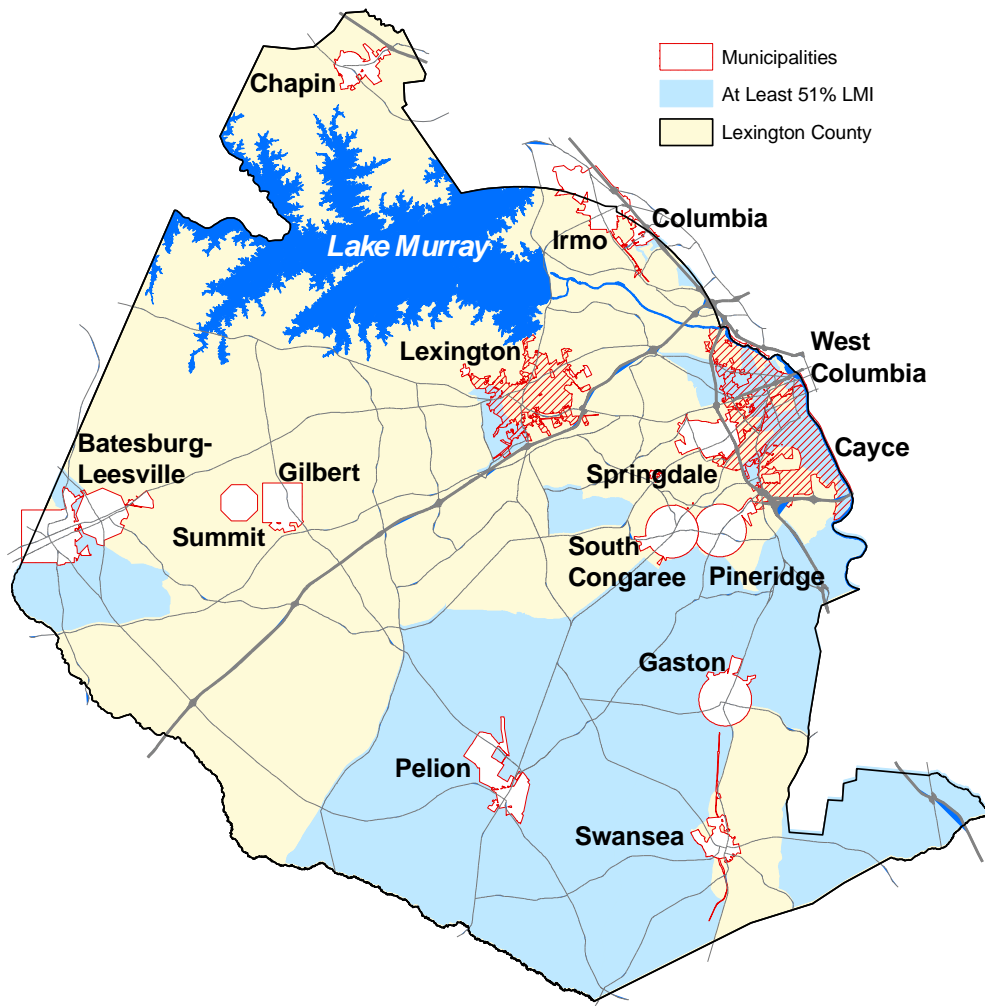 Municipalities
At Least 51% LMI
Lexington County
Chapin
Columbia
Irmo
Lake Murray
West
Columbia
Lexington
Batesburg-
Leesville
Gilbert
Cayce
Springdale
Summit
South
Congaree
Pineridge
Gaston
Pelion
Swansea